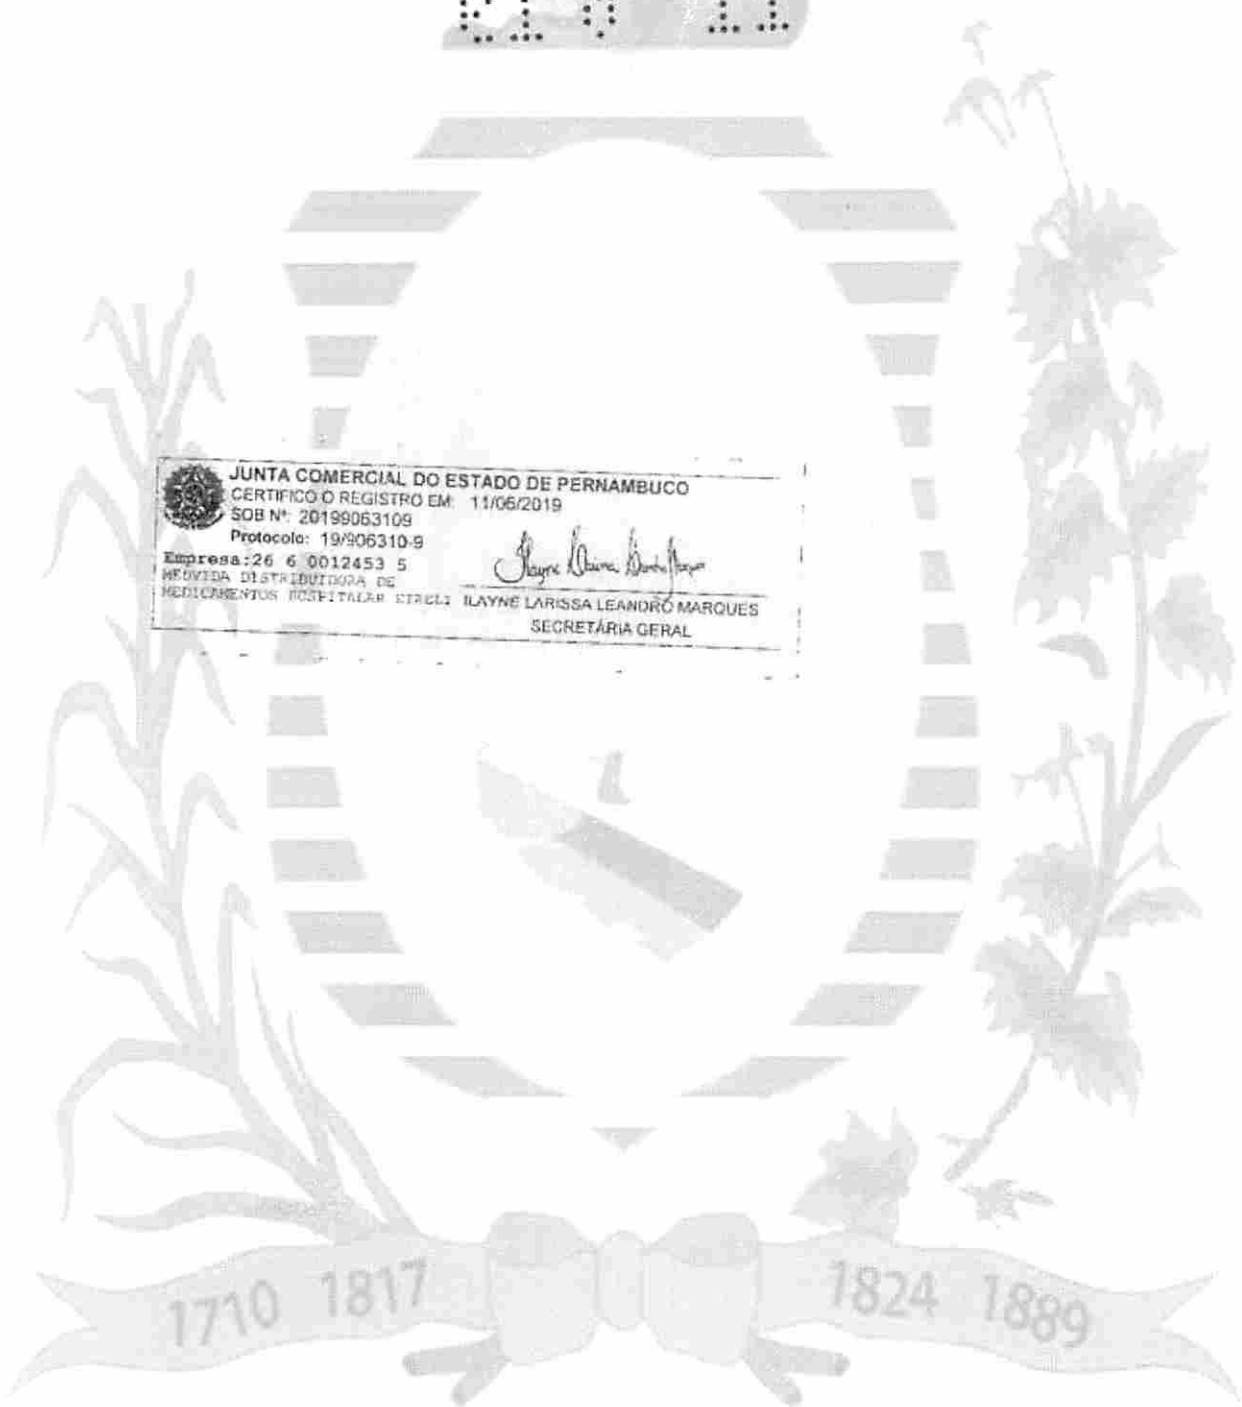 JUNTA COMERCIAL DO ESTADO DE PERNAMBUCO
CERTIFICO O REGISTRO EM: 11/06/2019
SOB Nº: 20199063109
Protocolo: 19/906310-9
Empresa:26 6 0012453 5
MEDVIDA DISTRIBUIDORA DE
MEDICAMENTOS HOSPITALAR EIRELI
ILAYNE LARISSA LEANDRO MARQUES
SECRETÁRIA GERAL
1710 1817 1824 1889